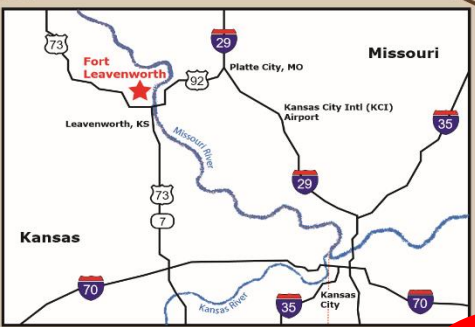 73
29
Missouri
Fort
Leavenworth
92
Platte City, MO
Kansas City Intl (KCI)
Airport
35
Leavenworth, KS
Missouri River
29
73
7
Kansas
70
Kansas River
35
Kansas
City
70